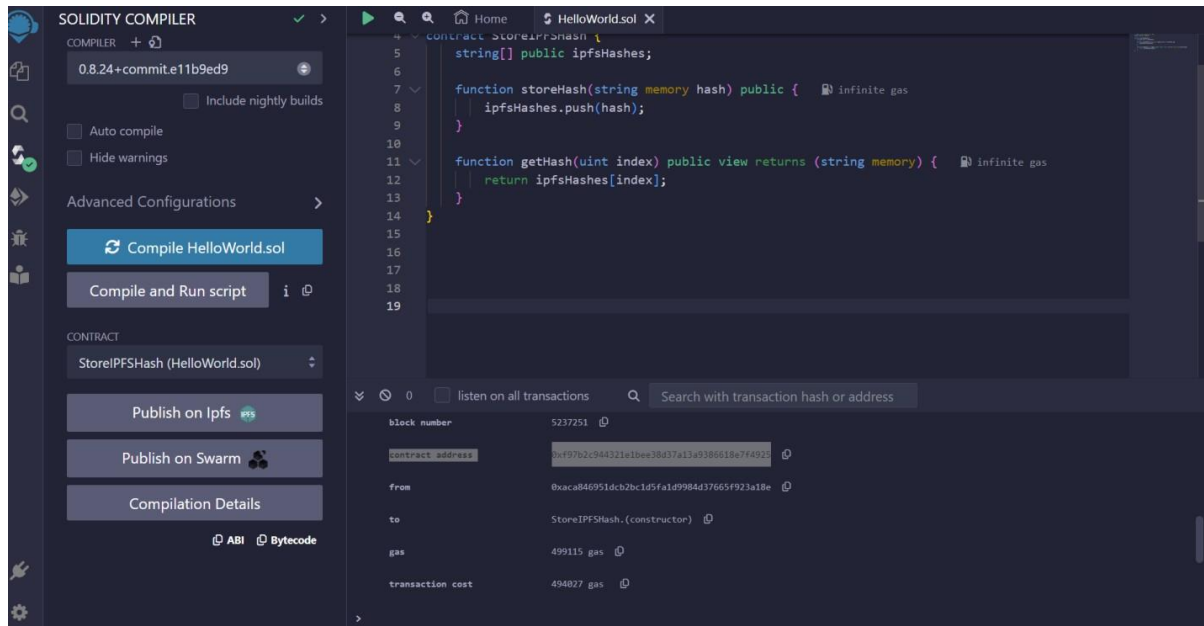 SOLIDITY COMPILER
COMPILER
0.8.24+commit.e11b9ed9
Include nightly builds
Auto compile
Hide warnings
Advanced Configurations
Compile HelloWorld.sol
Compile and Run script
CONTRACT
StoreIPFSHash (HelloWorld.sol)
Publish on Ipfs IPFS
Publish on Swarm
Compilation Details
ABI Bytecode
Home HelloWorld.sol
4 contract StoreIPFSHash {
5 string[] public ipfsHashes;
6
7 function storeHash(string memory hash) public { infinite gas
8 ipfsHashes.push(hash);
9 }
10
11 function getHash(uint index) public view returns (string memory) { infinite gas
12 return ipfsHashes[index];
13 }
14 }
15
16
17
18
19
0 listen on all transactions Search with transaction hash or address
block number 5237251
contract address 0xf97b2c944321e1bee38d37a13a9386618e7f4925
from 0xaca846951dcb2bc1d5fa1d9984d37665f923a18e
to StoreIPFSHash.(constructor)
gas 499115 gas
transaction cost 494027 gas
>